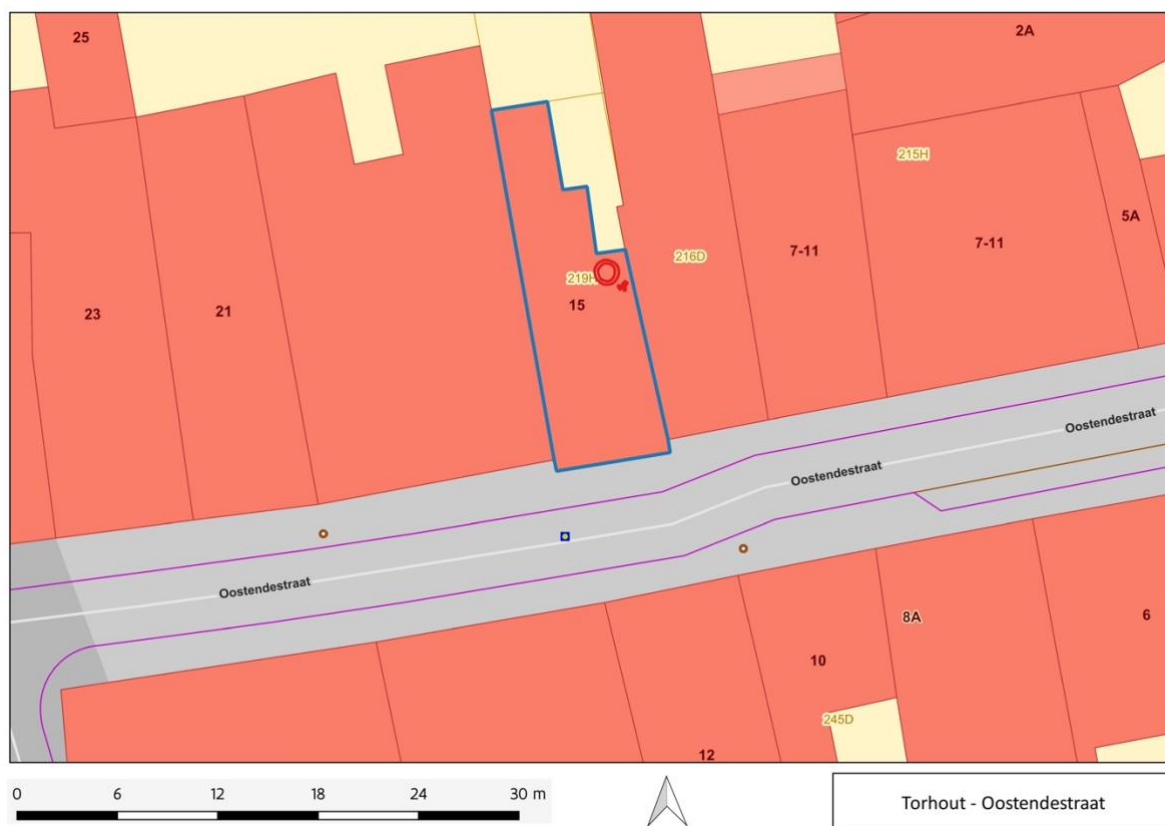 25
2A
215H
5A
216D
7-11
7-11
219H
15
23
21
Oostendestraat
Oostendestraat
Oostendestraat
8A
6
10
245D
12
0 6 12 18 24 30 m
Torhout - Oostendestraat